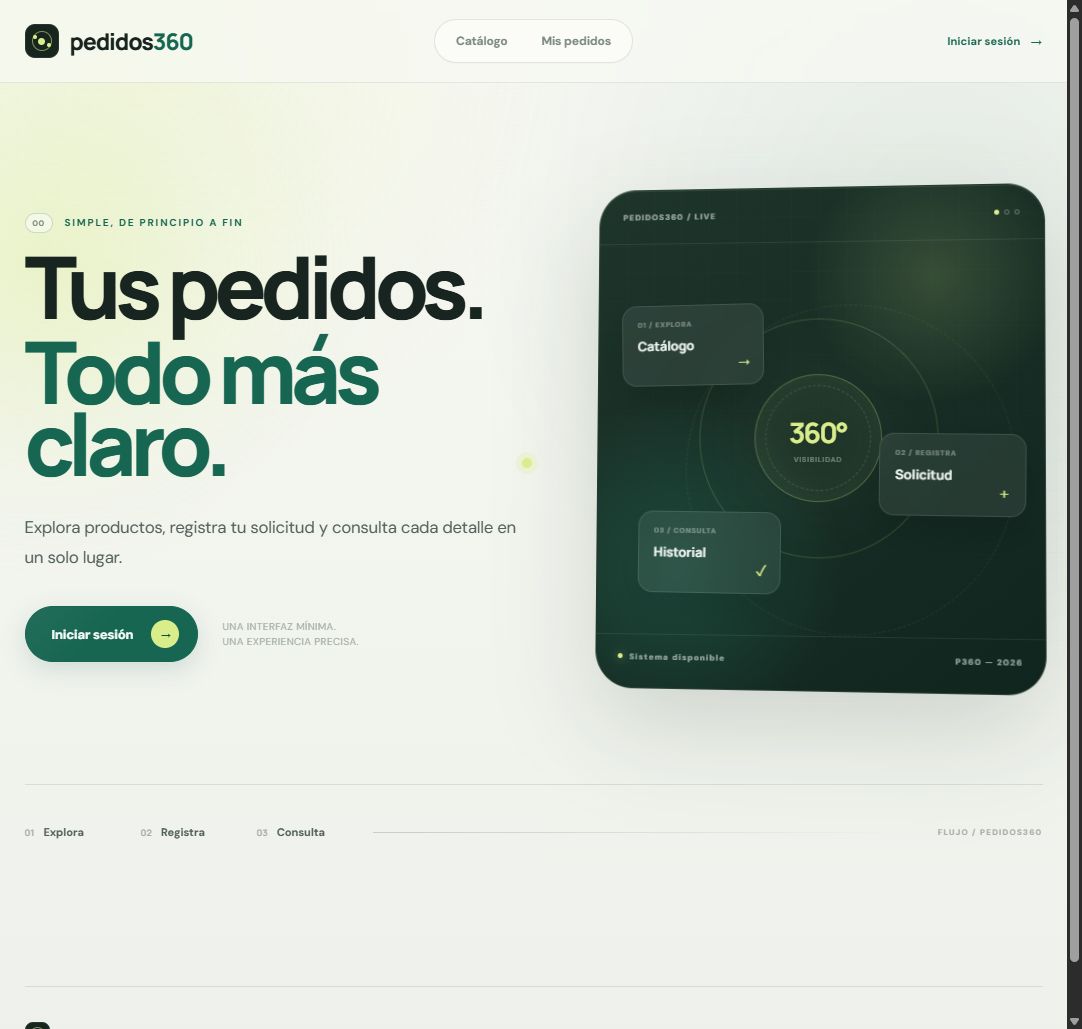 pedidos360
Catálogo
Mis pedidos
Iniciar sesión →
00
SIMPLE, DE PRINCIPIO A FIN
Tus pedidos.
Todo más
claro.
Explora productos, registra tu solicitud y consulta cada detalle en
un solo lugar.
Iniciar sesión →
UNA INTERFAZ MÍNIMA.
UNA EXPERIENCIA PRECISA.
PEDIDOS360 / LIVE
01 / EXPLORA
Catálogo
→
360°
VISIBILIDAD
02 / REGISTRA
Solicitud
+
03 / CONSULTA
Historial
✓
Sistema disponible
P360 — 2026
01 Explora
02 Registra
03 Consulta
FLUJO / PEDIDOS360